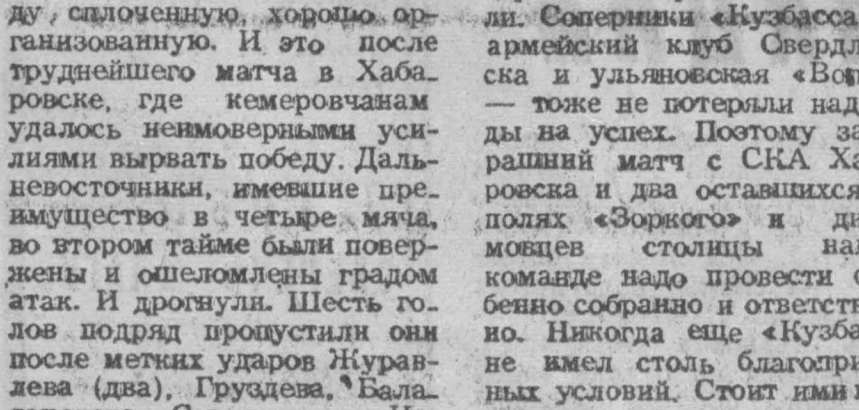 ду, сплоченную, хорошо ор-
ганизованную. И это после
труднейшего матча в Хаба-
ровске, где кемеровчанам
удалось неимоверными уси-
лиями вырвать победу. Даль-
невосточники, имевшие пре-
имущество в четыре мяча,
во втором тайме были повер-
жены и ошеломлены градом
атак. И дрогнули. Шесть го-
лов подряд пропустили они
после метких ударов Журав-
лева (два), Груздева, Бала-
ли. Соперники «Кузбасса
армейский клуб Свердл
ска и ульяновская «Вол
— тоже не потеряли над
ды на успех. Поэтому за
рашний матч с СКА Ха
ровска и два оставшихся
полях «Зоркого» и ди
мовцев столицы на
команде надо провести
бенно собранно и ответст
но. Никогда еще «Кузба
не имел столь благопри
ных условий. Стоит ими